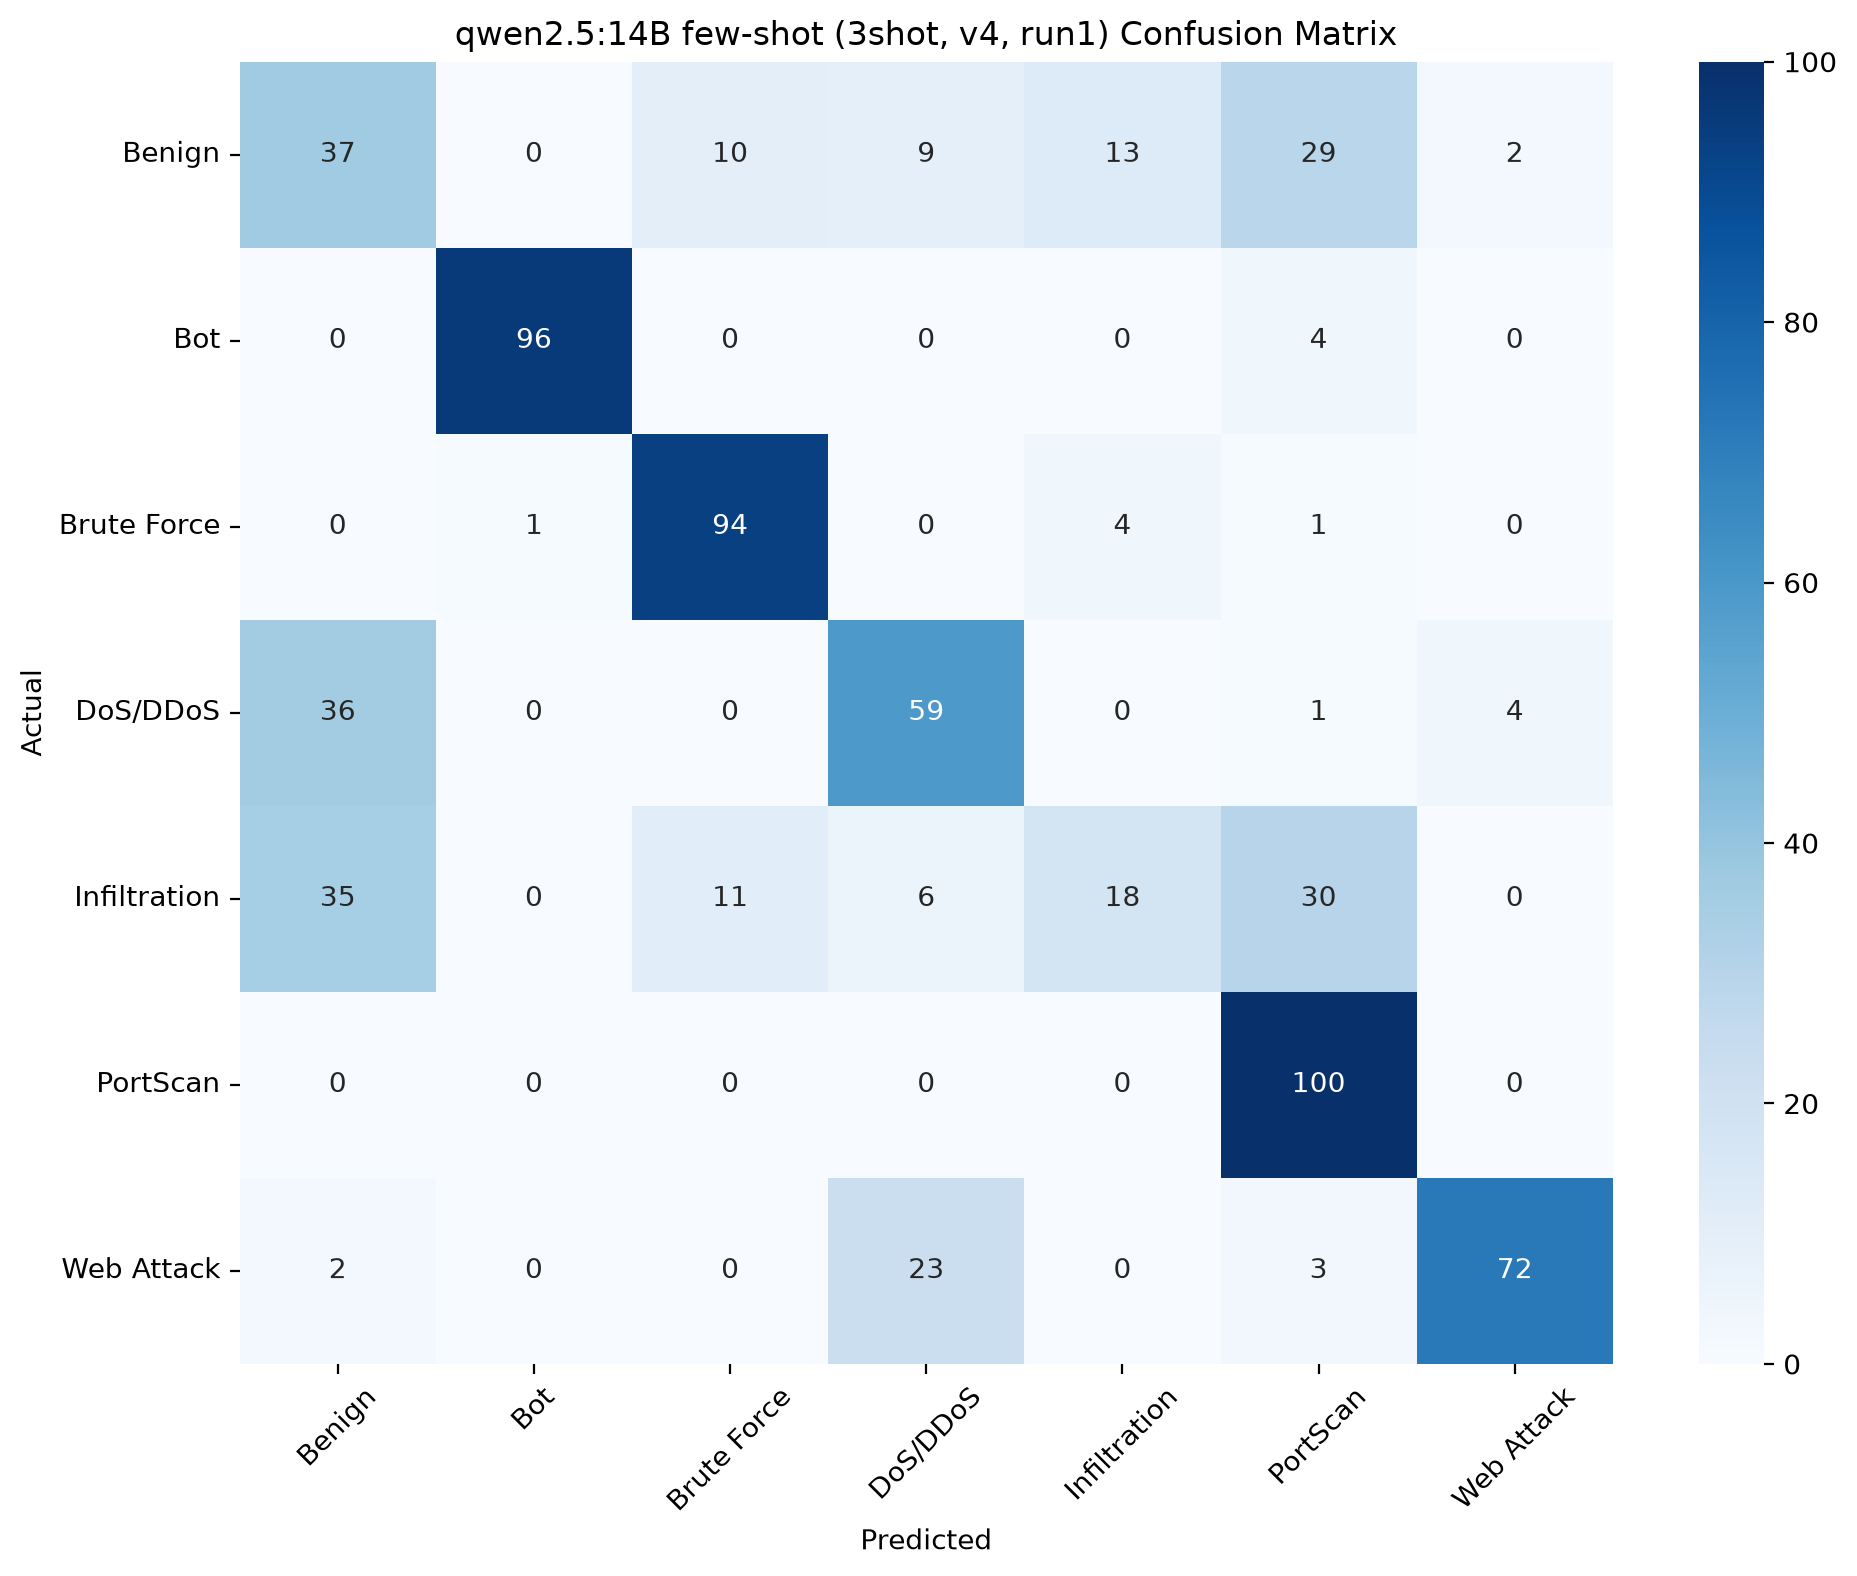 qwen2.5:14B few-shot (3shot, v4, run1) Confusion Matrix
Actual
Benign 37 0 10 9 13 29 2
Bot 0 96 0 0 0 4 0
Brute Force 0 1 94 0 4 1 0
DoS/DDoS 36 0 0 59 0 1 4
Infiltration 35 0 11 6 18 30 0
PortScan 0 0 0 0 0 100 0
Web Attack 2 0 0 23 0 3 72
Benign Bot Brute Force DoS/DDoS Infiltration PortScan Web Attack
Predicted
100
80
60
40
20
0